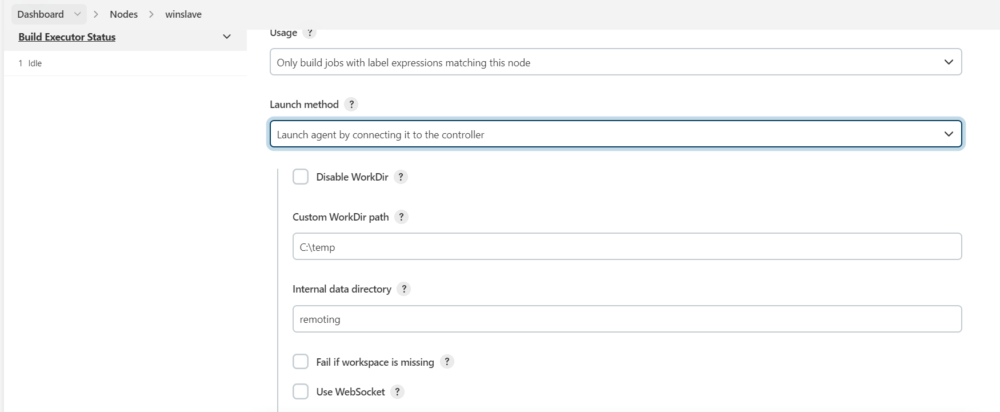 Dashboard > Nodes > winslave
Build Executor Status
1 Idle
Usage ?
Only build jobs with label expressions matching this node
Launch method ?
Launch agent by connecting it to the controller
Disable WorkDir ?
Custom WorkDir path ?
C:\temp
Internal data directory ?
remoting
Fail if workspace is missing ?
Use WebSocket ?